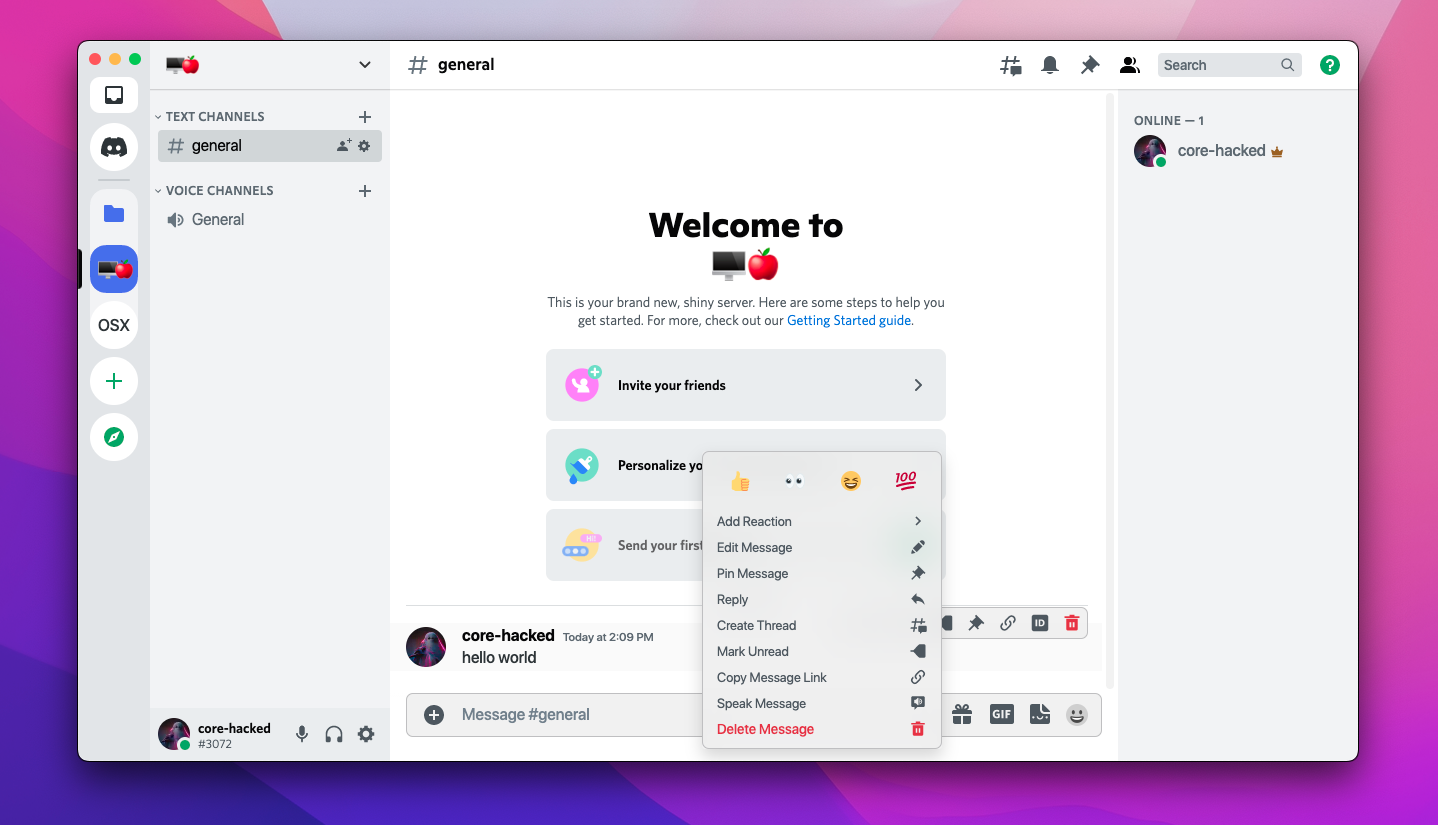 general
Search
TEXT CHANNELS
general
VOICE CHANNELS
General
OSX
core-hacked
#3072
Welcome to
This is your brand new, shiny server. Here are some steps to help you
get started. For more, check out our Getting Started guide.
Invite your friends
Personalize yo
Send your first
core-hacked Today at 2:09 PM
hello world
Message #general
100
Add Reaction
Edit Message
Pin Message
Reply
Create Thread
Mark Unread
Copy Message Link
Speak Message
Delete Message
ID
GIF
ONLINE — 1
core-hacked